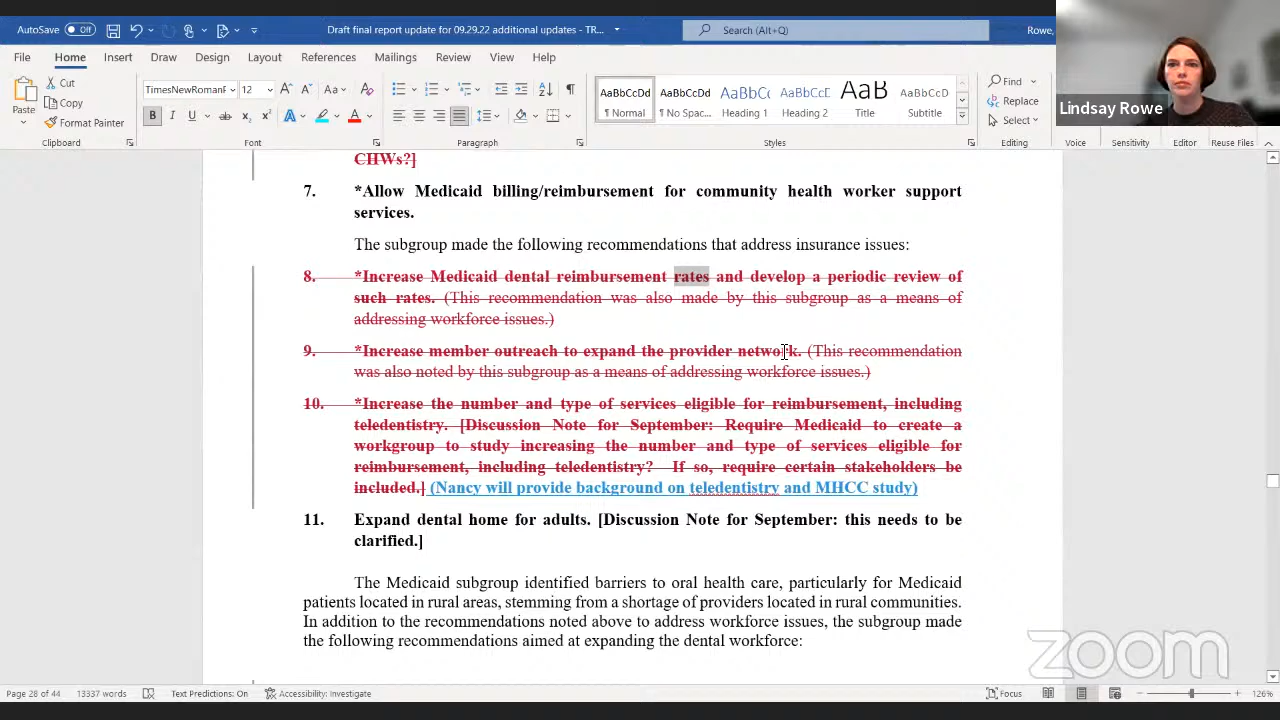 AutoSave Off Draft final report update for 09.29.22 additional updates - TR... Search (Alt+Q) Rowe,
File Home Insert Draw Design Layout References Mailings Review View Help
Lindsay Rowe
Paste Cut Copy Format Painter
TimesNewRomanF 12 Aa
B I U ab x2 x2 A A
AaBbCcDd AaBbCcDd AaBbCc AaBbCcC AaB AaBbCcD
¶ Normal ¶ No Spac... Heading 1 Heading 2 Title Subtitle
Find Replace Select
Clipboard Font Paragraph Styles Editing Voice Sensitivity Editor Reuse Files
CHWs?]
7. *Allow Medicaid billing/reimbursement for community health worker support
services.
The subgroup made the following recommendations that address insurance issues:
8. *Increase Medicaid dental reimbursement rates and develop a periodic review of
such rates. (This recommendation was also made by this subgroup as a means of
addressing workforce issues.)
9. *Increase member outreach to expand the provider network. (This recommendation
was also noted by this subgroup as a means of addressing workforce issues.)
10. *Increase the number and type of services eligible for reimbursement, including
teledentistry. [Discussion Note for September: Require Medicaid to create a
workgroup to study increasing the number and type of services eligible for
reimbursement, including teledentistry? If so, require certain stakeholders be
included.] (Nancy will provide background on teledentistry and MHCC study)
11. Expand dental home for adults. [Discussion Note for September: this needs to be
clarified.]
The Medicaid subgroup identified barriers to oral health care, particularly for Medicaid
patients located in rural areas, stemming from a shortage of providers located in rural communities.
In addition to the recommendations noted above to address workforce issues, the subgroup made
the following recommendations aimed at expanding the dental workforce:
zoom
Page 28 of 44 13337 words Text Predictions: On Accessibility: Investigate Focus 126%